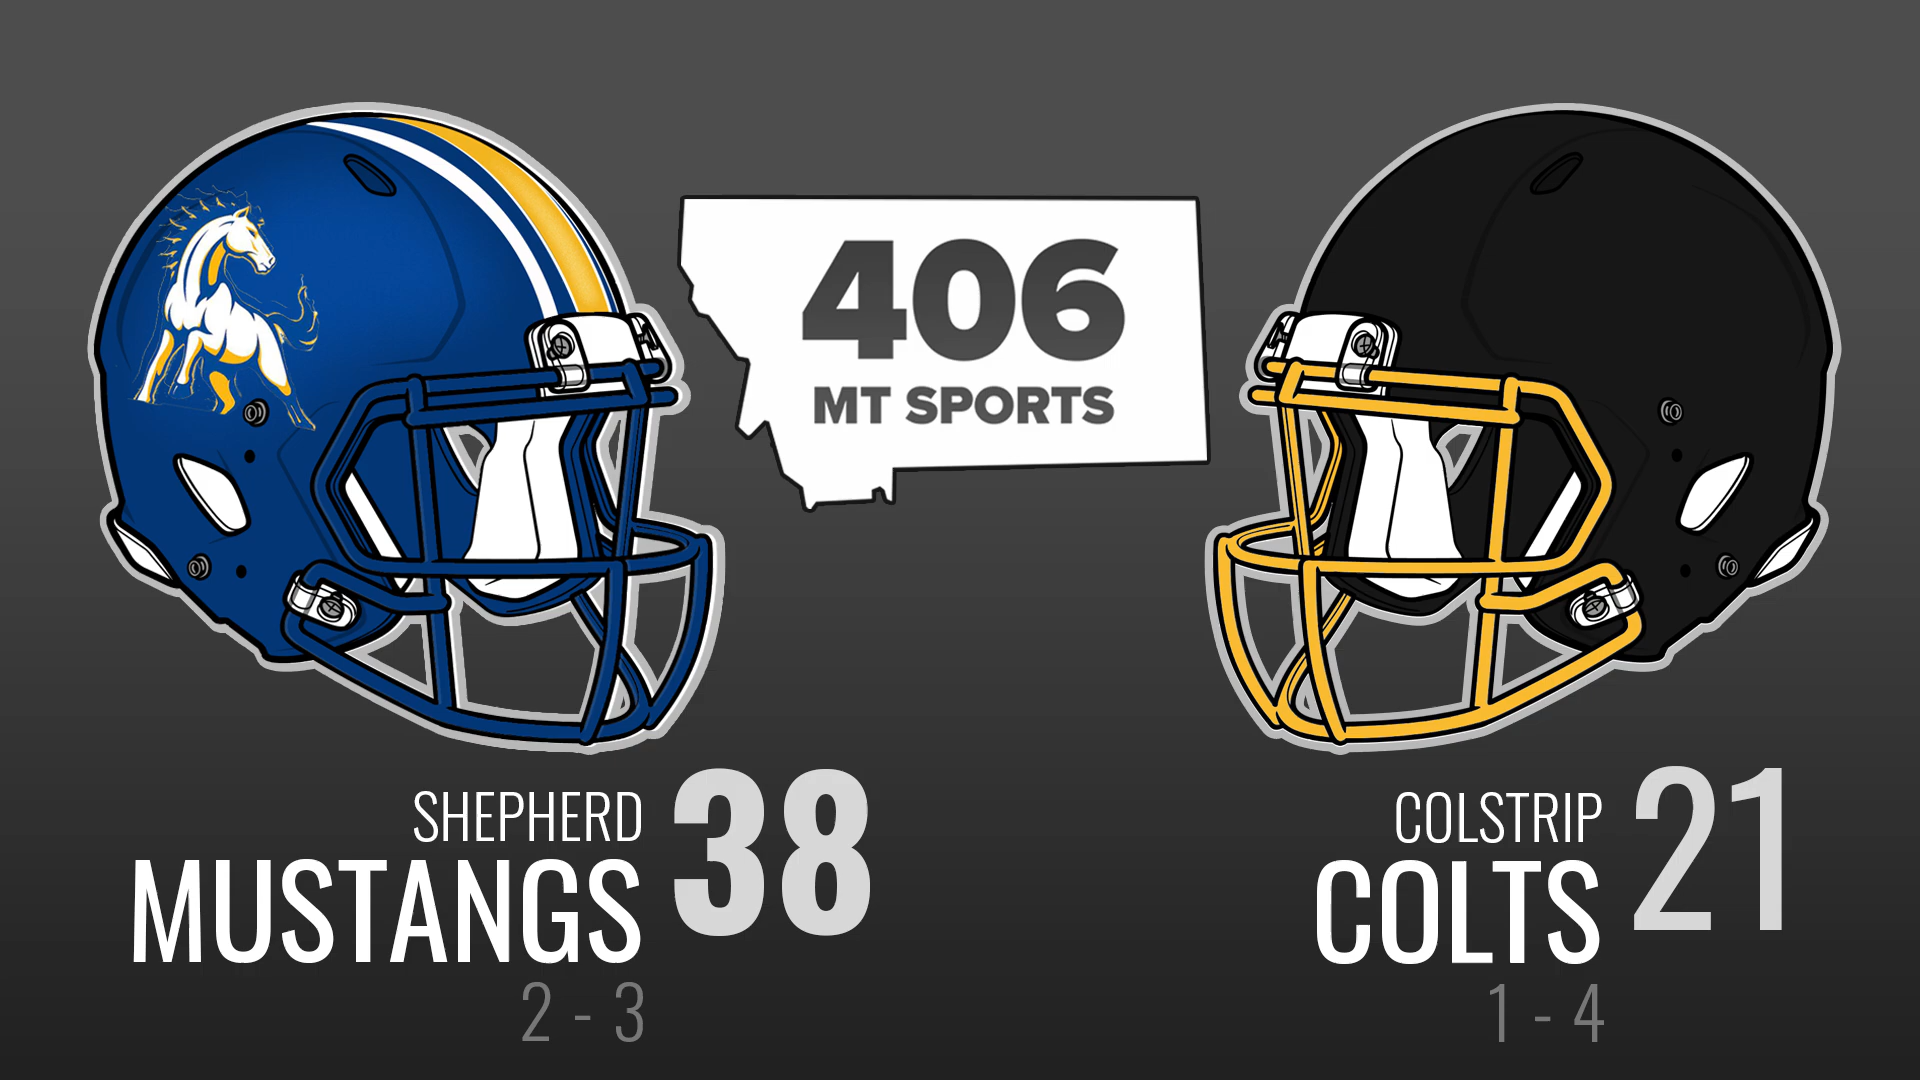 406
MT SPORTS
SHEPHERD
MUSTANGS
38
2 - 3
COLSTRIP
COLTS
21
1 - 4